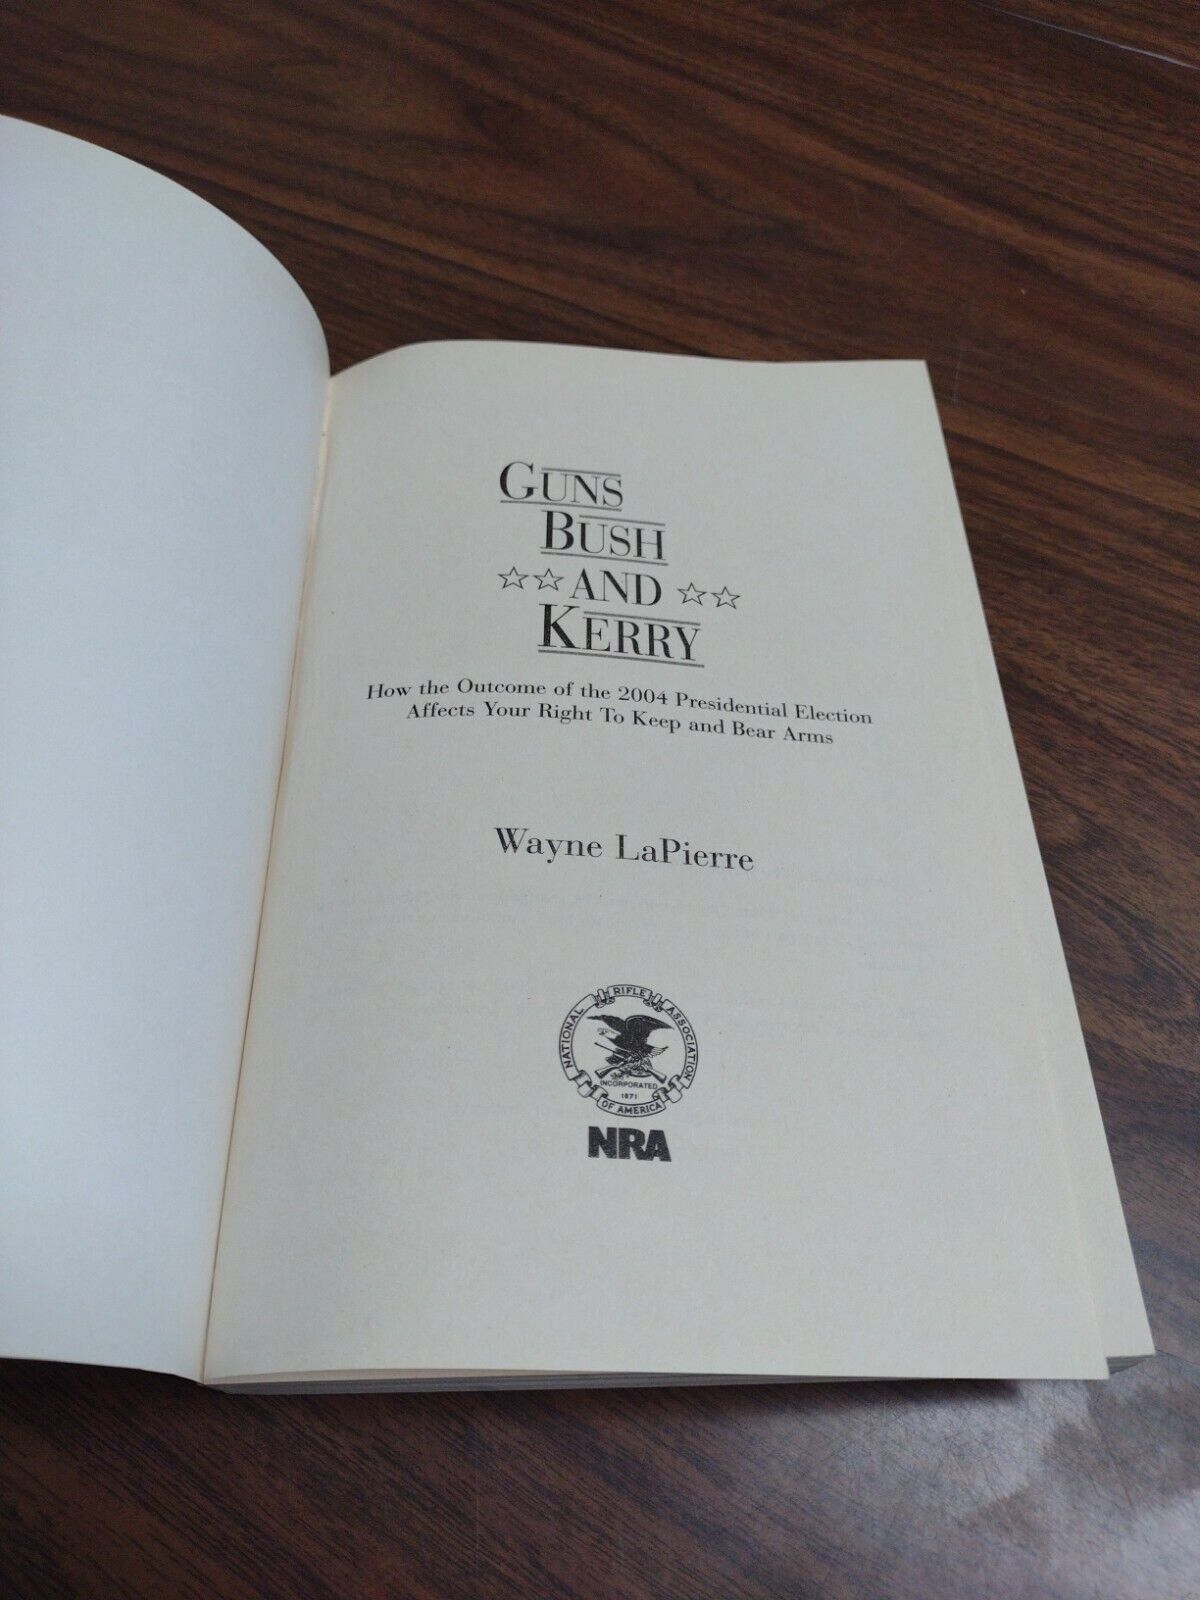 GUNS
BUSH
AND
KERRY
How the Outcome of the 2004 Presidential Election
Affects Your Right To Keep and Bear Arms
Wayne LaPierre
NATIONAL RIFLE ASSOCIATION
INCORPORATED
1871
OF AMERICA
NRA